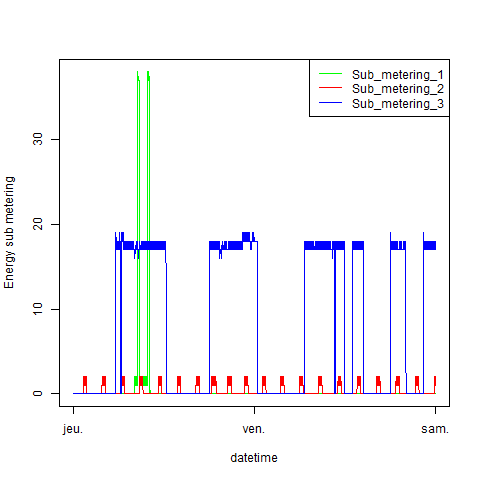 Sub_metering_1
Sub_metering_2
Sub_metering_3
Energy sub metering
30
20
10
0
jeu.
ven.
sam.
datetime